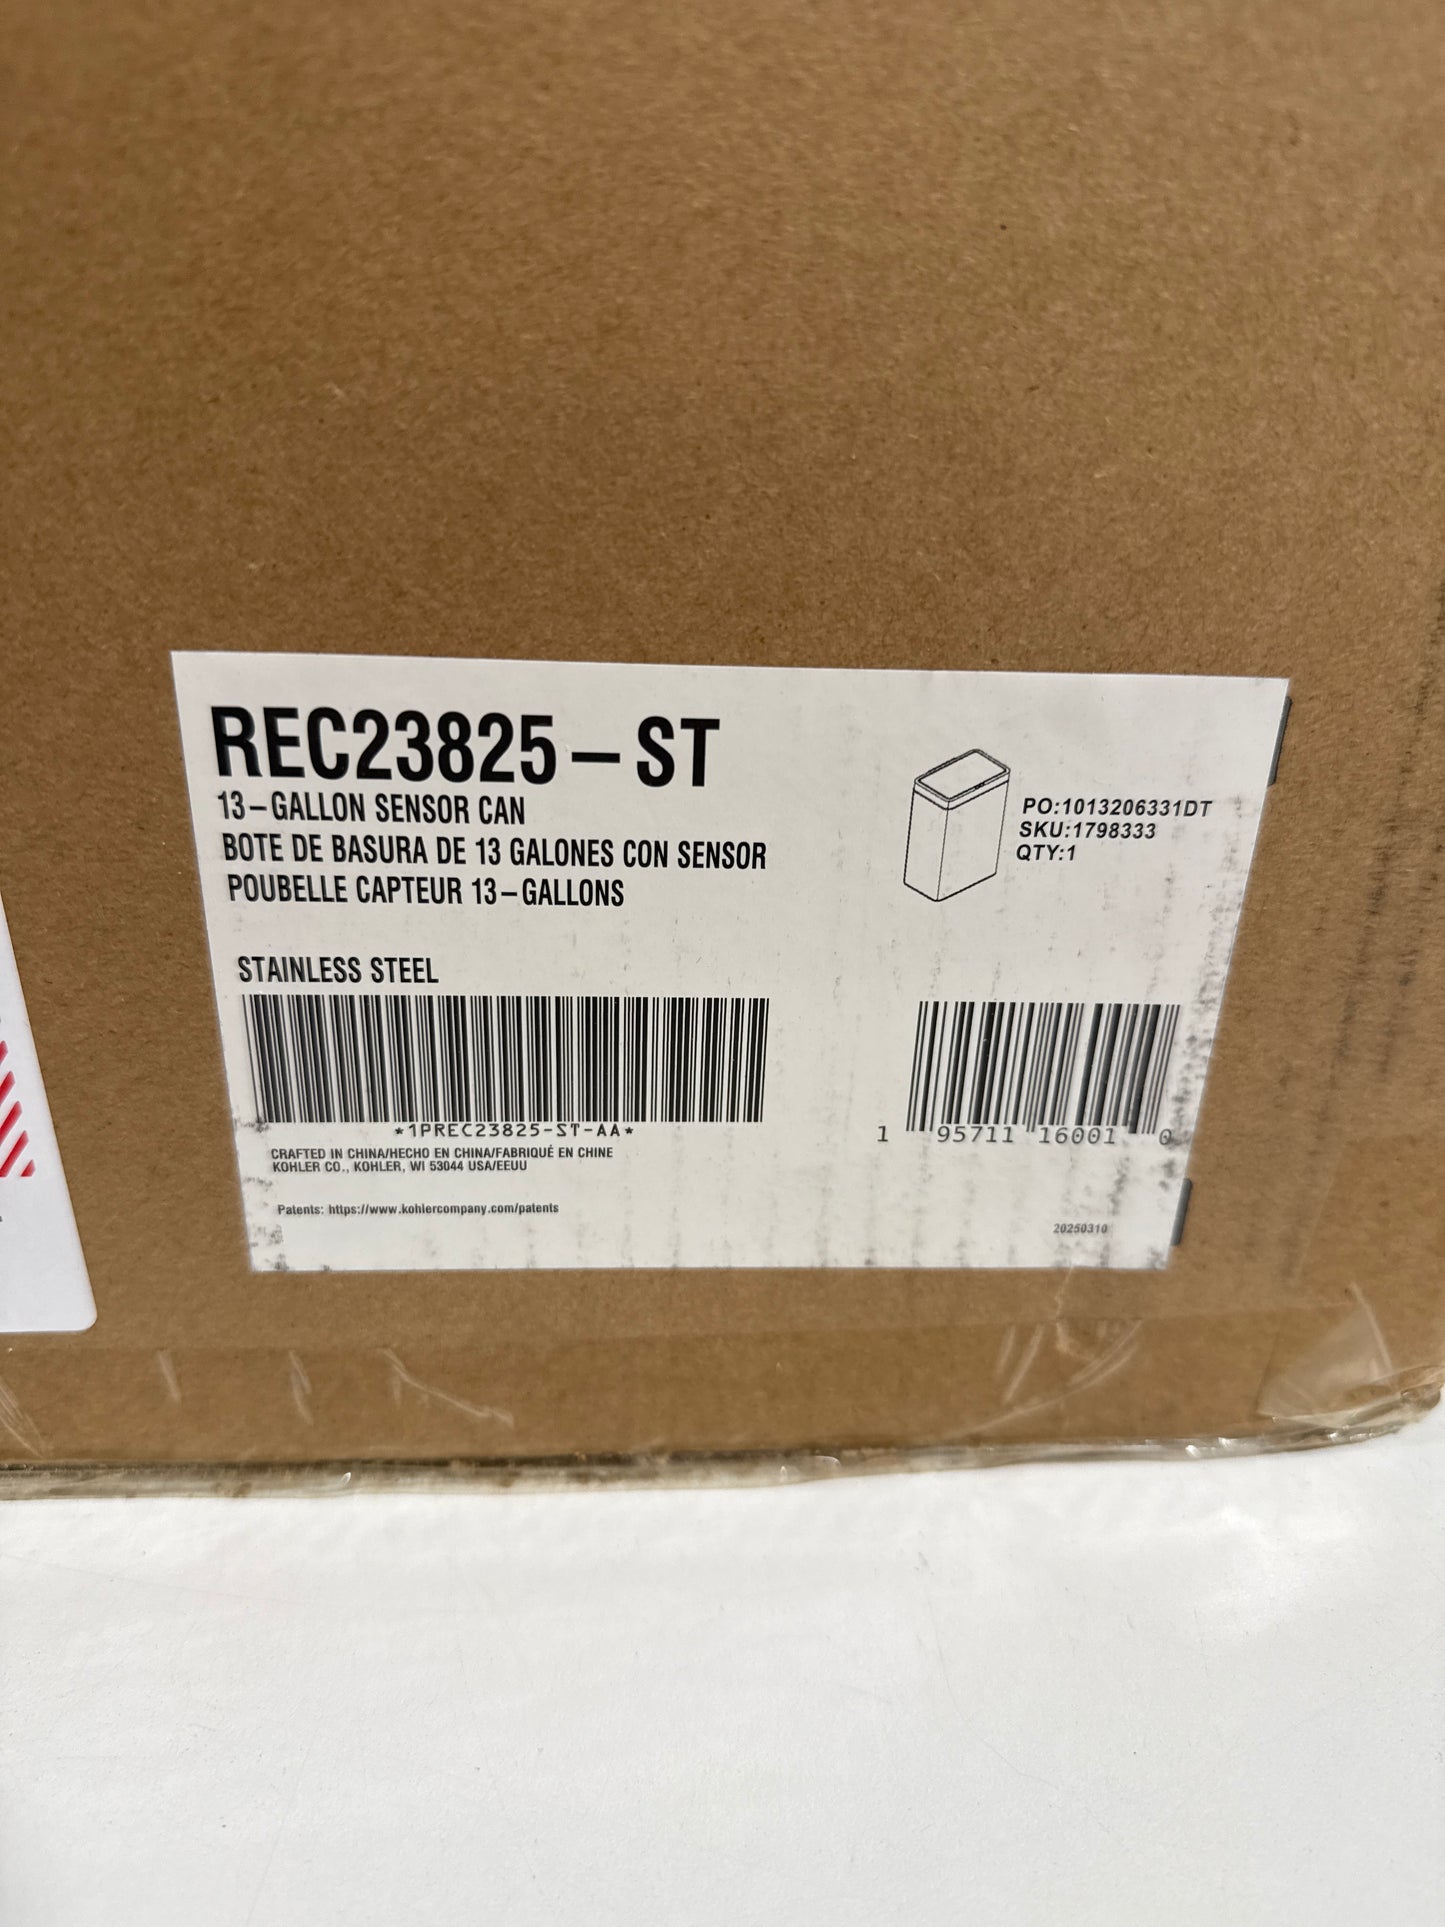 REC23825-ST
13-GALLON SENSOR CAN
BOTE DE BASURA DE 13 GALONES CON SENSOR
POUBELLE CAPTEUR 13-GALLONS
PO:1013206331DT
SKU:1798333
QTY:1
STAINLESS STEEL
*1PREC23825-ST-AA*
1 95711 16001 0
CRAFTED IN CHINA/HECHO EN CHINA/FABRIQUÉ EN CHINE
KOHLER CO., KOHLER, WI 53044 USA/EEUU
Patents: https://www.kohlercompany.com/patents
20250310